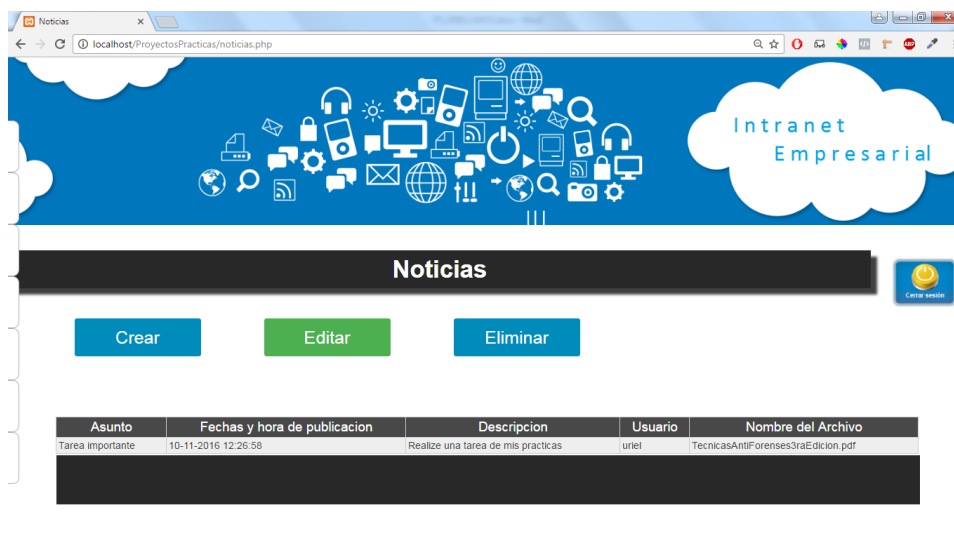 Noticias
localhost/ProyectosPracticas/noticias.php
ABP
Intranet
Empresarial
Noticias
Cerrar sesión
Crear
Editar
Eliminar
Asunto Fechas y hora de publicacion Descripcion Usuario Nombre del Archivo
Tarea importante 10-11-2016 12:26:58 Realize una tarea de mis practicas uriel TecnicasAntiForenses3raEdicion.pdf